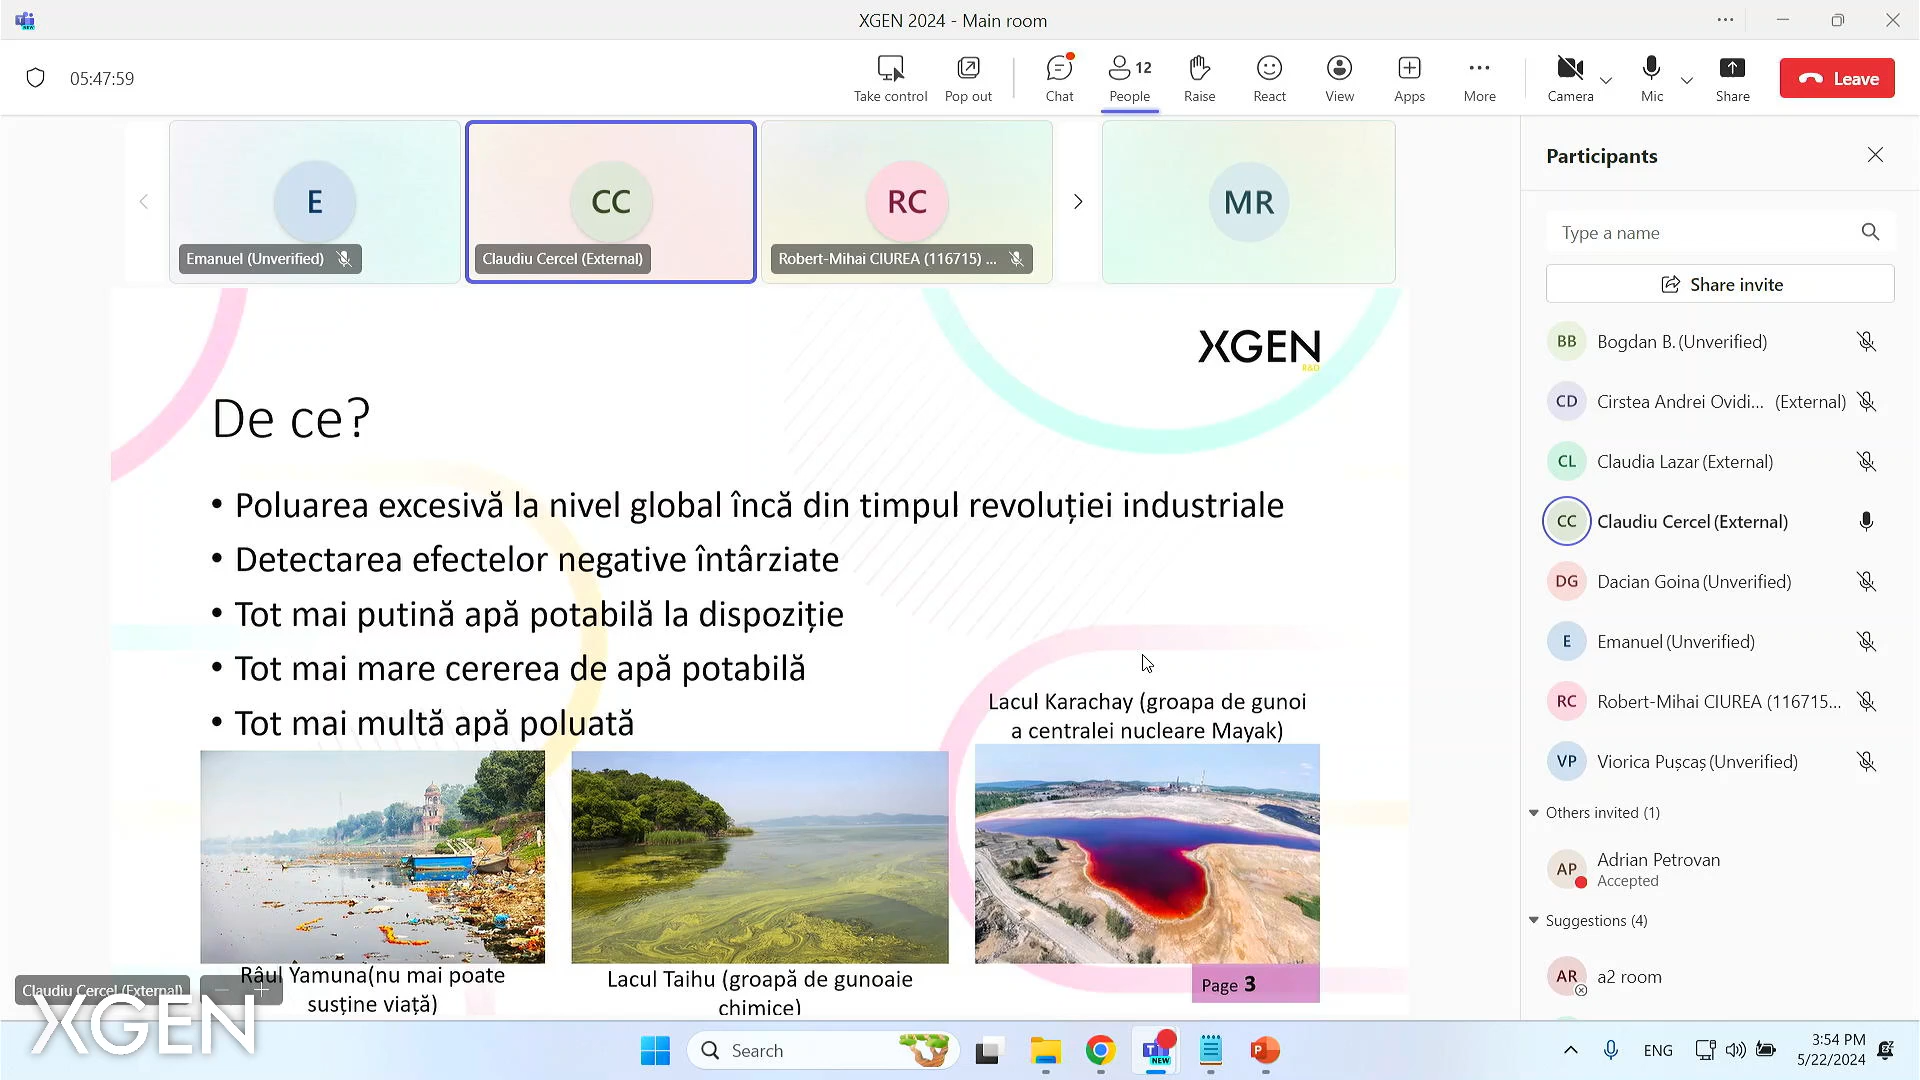 XGEN 2024 - Main room
05:47:59
Take control
Pop out
Chat
People
12
Raise
React
View
Apps
More
Camera
Mic
Share
Leave
E
Emanuel (Unverified)
CC
Claudiu Cercel (External)
RC
Robert-Mihai CIUREA (116715) ...
MR
XGEN
R&D
De ce?
• Poluarea excesivă la nivel global încă din timpul revoluției industriale
• Detectarea efectelor negative întârziate
• Tot mai putină apă potabilă la dispoziție
• Tot mai mare cererea de apă potabilă
• Tot mai multă apă poluată
Lacul Karachay (groapa de gunoi
a centralei nucleare Mayak)
Râul Yamuna(nu mai poate
susține viață)
Lacul Taihu (groapă de gunoaie
chimice)
Page 3
Claudiu Cercel (External)
XGEN
Participants
Type a name
Share invite
BB
Bogdan B. (Unverified)
CD
Cirstea Andrei Ovidi... (External)
CL
Claudia Lazar (External)
CC
Claudiu Cercel (External)
DG
Dacian Goina (Unverified)
E
Emanuel (Unverified)
RC
Robert-Mihai CIUREA (116715...
VP
Viorica Pușcaș (Unverified)
Others invited (1)
AP
Adrian Petrovan
Accepted
Suggestions (4)
AR
a2 room
Search
NEW
P
ENG
3:54 PM
5/22/2024